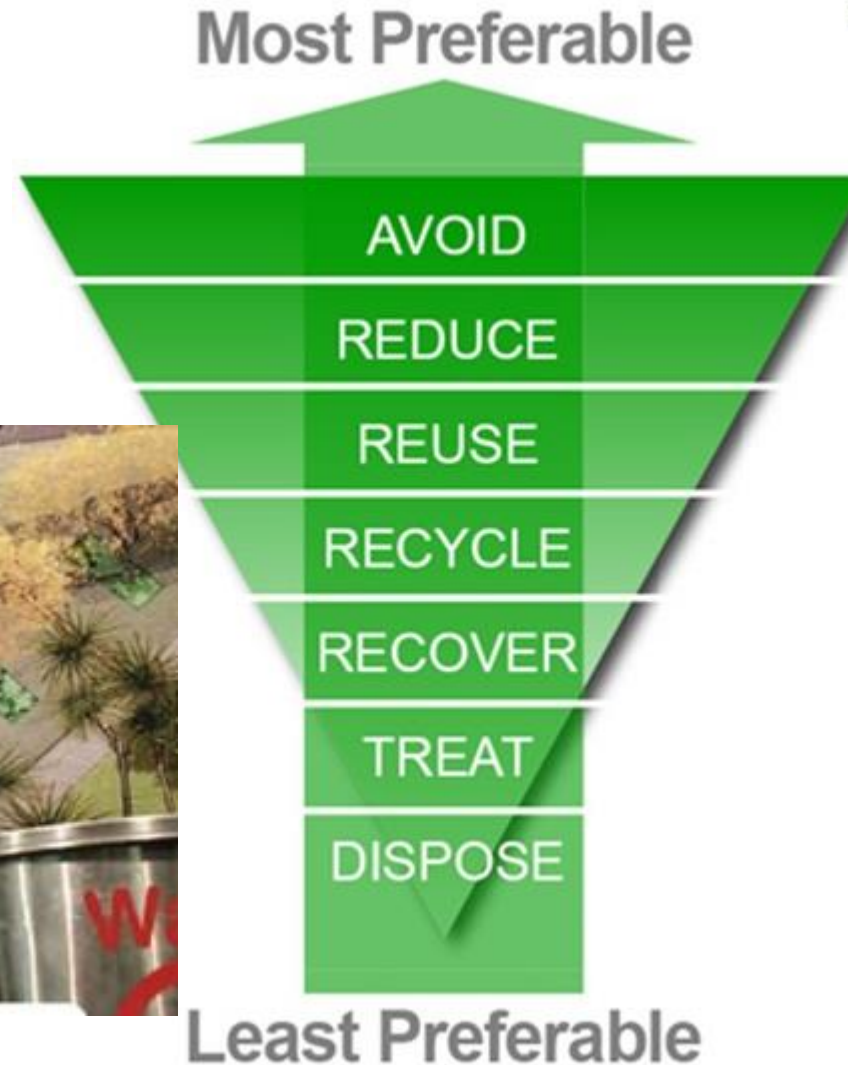 Most Preferable
AVOID
REDUCE
REUSE
RECYCLE
RECOVER
TREAT
DISPOSE
Least Preferable